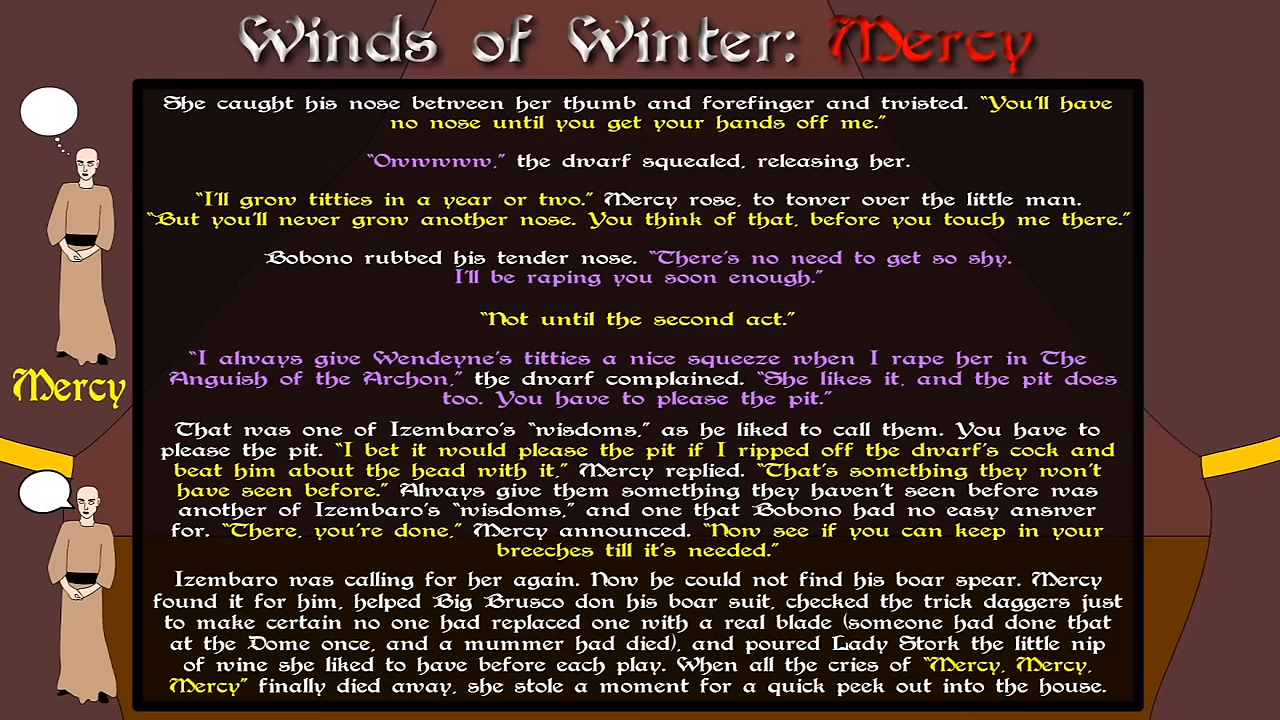 Winds of Winter: Mercy
She caught his nose between her thumb and forefinger and twisted. “You’ll have
no nose until you get your hands off me.”
“Owwwww,” the dwarf squealed, releasing her.
“I’ll grow titties in a year or two.” Mercy rose, to tower over the little man.
“But you’ll never grow another nose. You think of that, before you touch me there.”
Bobono rubbed his tender nose. “There’s no need to get so shy.
I’ll be raping you soon enough.”
“Not until the second act.”
“I always give Wendeyne’s titties a nice squeeze when I rape her in The
Anguish of the Archon,” the dwarf complained. “She likes it, and the pit does
too. You have to please the pit.”
That was one of Izembaro’s “wisdoms,” as he liked to call them. You have to
please the pit. “I bet it would please the pit if I ripped off the dwarf’s cock and
beat him about the head with it,” Mercy replied. “That’s something they won’t
have seen before.” Always give them something they haven’t seen before was
another of Izembaro’s “wisdoms,” and one that Bobono had no easy answer
for. “There, you’re done,” Mercy announced. “Now see if you can keep in your
breeches till it’s needed.”
Izembaro was calling for her again. Now he could not find his boar spear. Mercy
found it for him, helped Big Brusco don his boar suit, checked the trick daggers just
to make certain no one had replaced one with a real blade (someone had done that
at the Dome once, and a mummer had died), and poured Lady Stork the little nip
of wine she liked to have before each play. When all the cries of “Mercy, Mercy,
Mercy” finally died away, she stole a moment for a quick peek out into the house.
Mercy